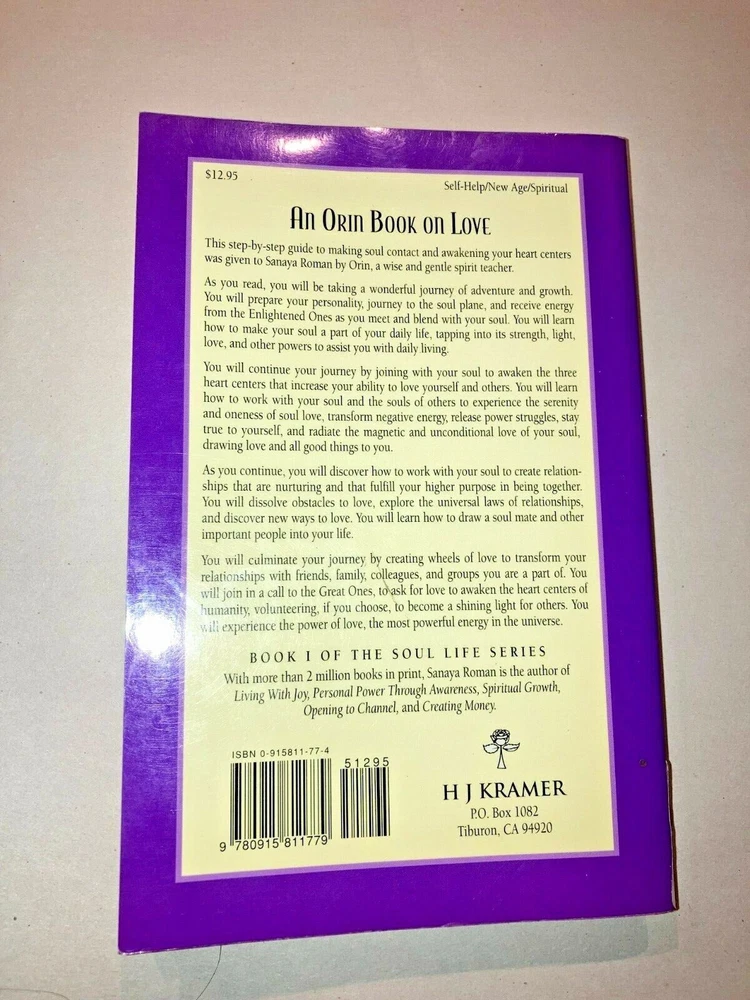 $12.95
Self-Help/New Age/Spiritual
An Orin Book on Love
This step-by-step guide to making soul contact and awakening your heart centers
was given to Sanaya Roman by Orin, a wise and gentle spirit teacher.
As you read, you will be taking a wonderful journey of adventure and growth.
You will prepare your personality, journey to the soul plane, and receive energy
from the Enlightened Ones as you meet and blend with your soul. You will learn
how to make your soul a part of your daily life, tapping into its strength, light,
love, and other powers to assist you with daily living.
You will continue your journey by joining with your soul to awaken the three
heart centers that increase your ability to love yourself and others. You will learn
how to work with your soul and the souls of others to experience the serenity
and oneness of soul love, transform negative energy, release power struggles, stay
true to yourself, and radiate the magnetic and unconditional love of your soul,
drawing love and all good things to you.
As you continue, you will discover how to work with your soul to create relation-
ships that are nurturing and that fulfill your higher purpose in being together.
You will dissolve obstacles to love, explore the universal laws of relationships,
and discover new ways to love. You will learn how to draw a soul mate and other
important people into your life.
You will culminate your journey by creating wheels of love to transform your
relationships with friends, family, colleagues, and groups you are a part of. You
will join in a call to the Great Ones, to ask for love to awaken the heart centers of
humanity, volunteering, if you choose, to become a shining light for others. You
will experience the power of love, the most powerful energy in the universe.
BOOK I OF THE SOUL LIFE SERIES
With more than 2 million books in print, Sanaya Roman is the author of
Living With Joy, Personal Power Through Awareness, Spiritual Growth,
Opening to Channel, and Creating Money.
ISBN 0-915811-77-4
51295
9 780915 811779
H J KRAMER
P.O. Box 1082
Tiburon, CA 94920